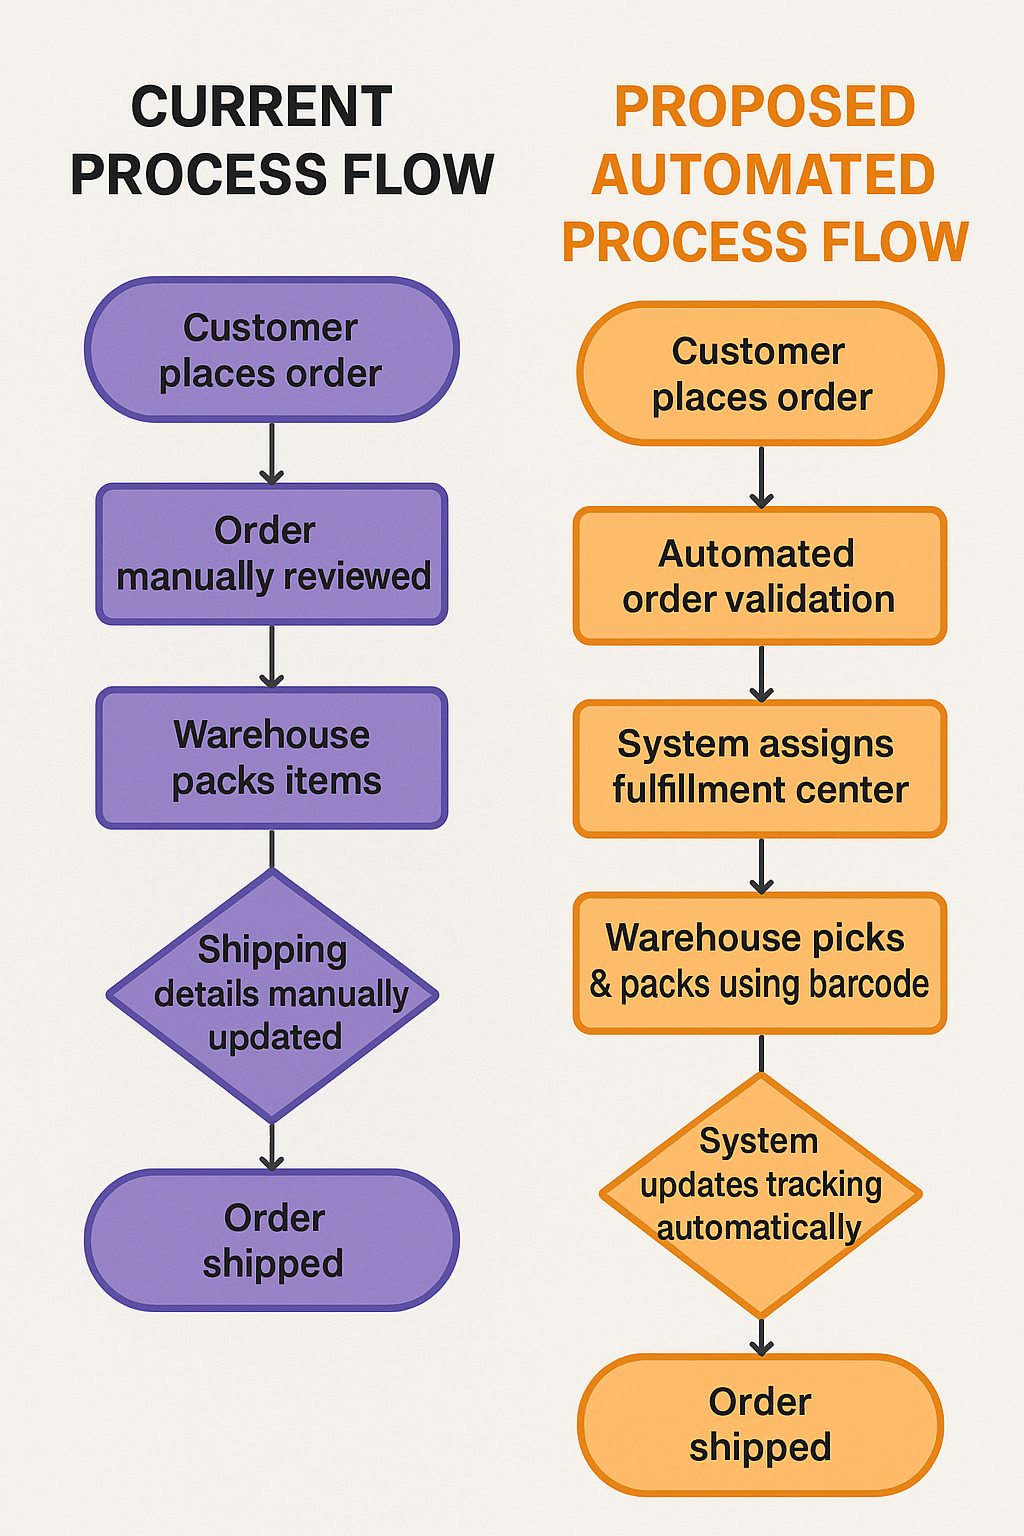 CURRENT
PROCESS FLOW
Customer
places order
Order
manually reviewed
Warehouse
packs items
Shipping
details manually
updated
Order
shipped
PROPOSED
AUTOMATED
PROCESS FLOW
Customer
places order
Automated
order validation
System assigns
fulfillment center
Warehouse picks
& packs using barcode
System
updates tracking
automatically
Order
shipped